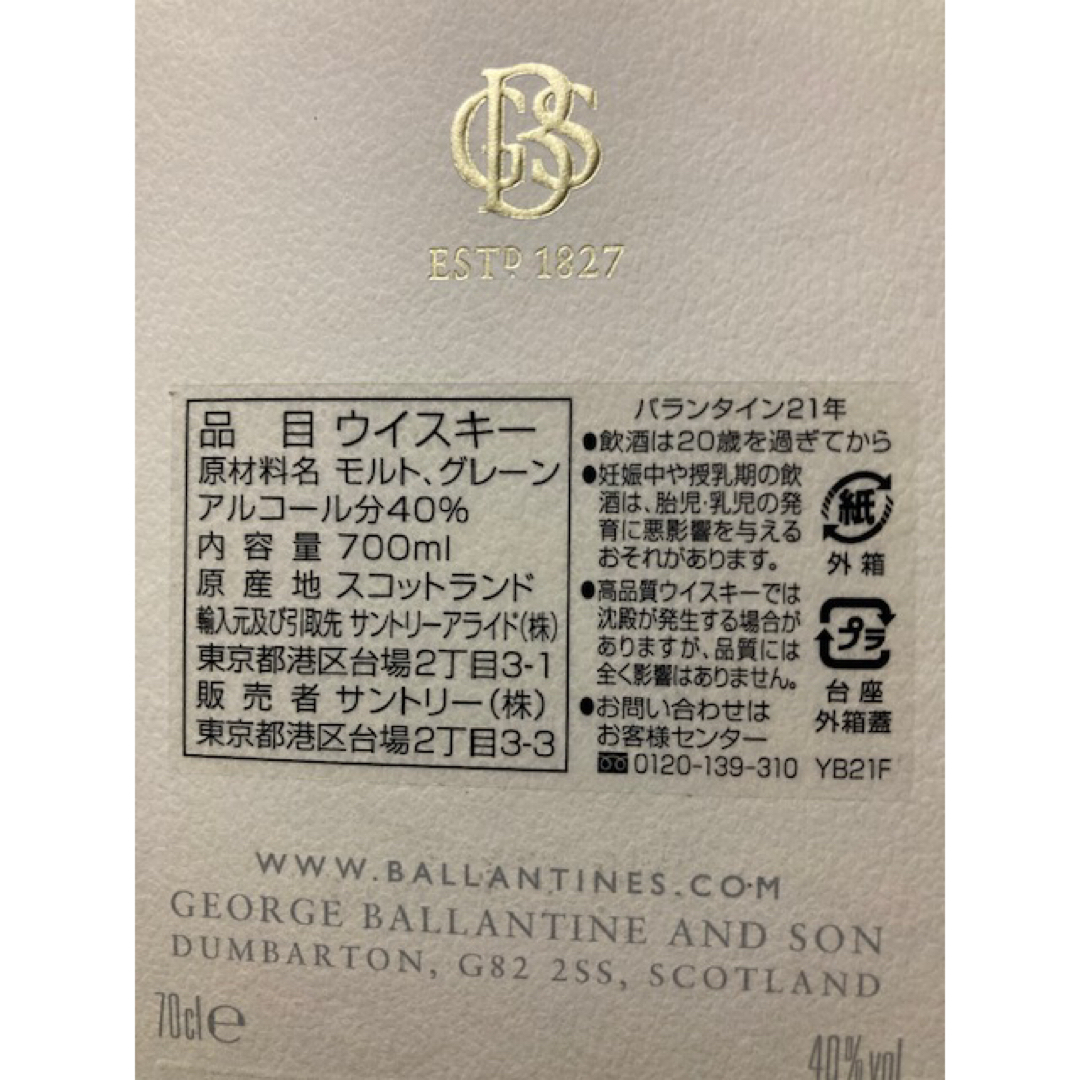 GBS
ESTD. 1827
品目 ウイスキー
原材料名 モルト、グレーン
アルコール分40%
内容量 700ml
原産地 スコットランド
輸入元及び引取先 サントリーアライド(株)
東京都港区台場2丁目3-1
販売者 サントリー(株)
東京都港区台場2丁目3-3
バランタイン21年
●飲酒は20歳を過ぎてから
●妊娠中や授乳期の飲
酒は、胎児・乳児の発
育に悪影響を与える
おそれがあります。
●高品質ウイスキーでは
沈殿が発生する場合が
ありますが、品質には
全く影響はありません。
●お問い合わせは
お客様センター
0120-139-310 YB21F
紙
外箱
プラ
台座
外箱蓋
WWW.BALLANTINES.COM
GEORGE BALLANTINE AND SON
DUMBARTON, G82 2SS, SCOTLAND
70cl e
40% vol